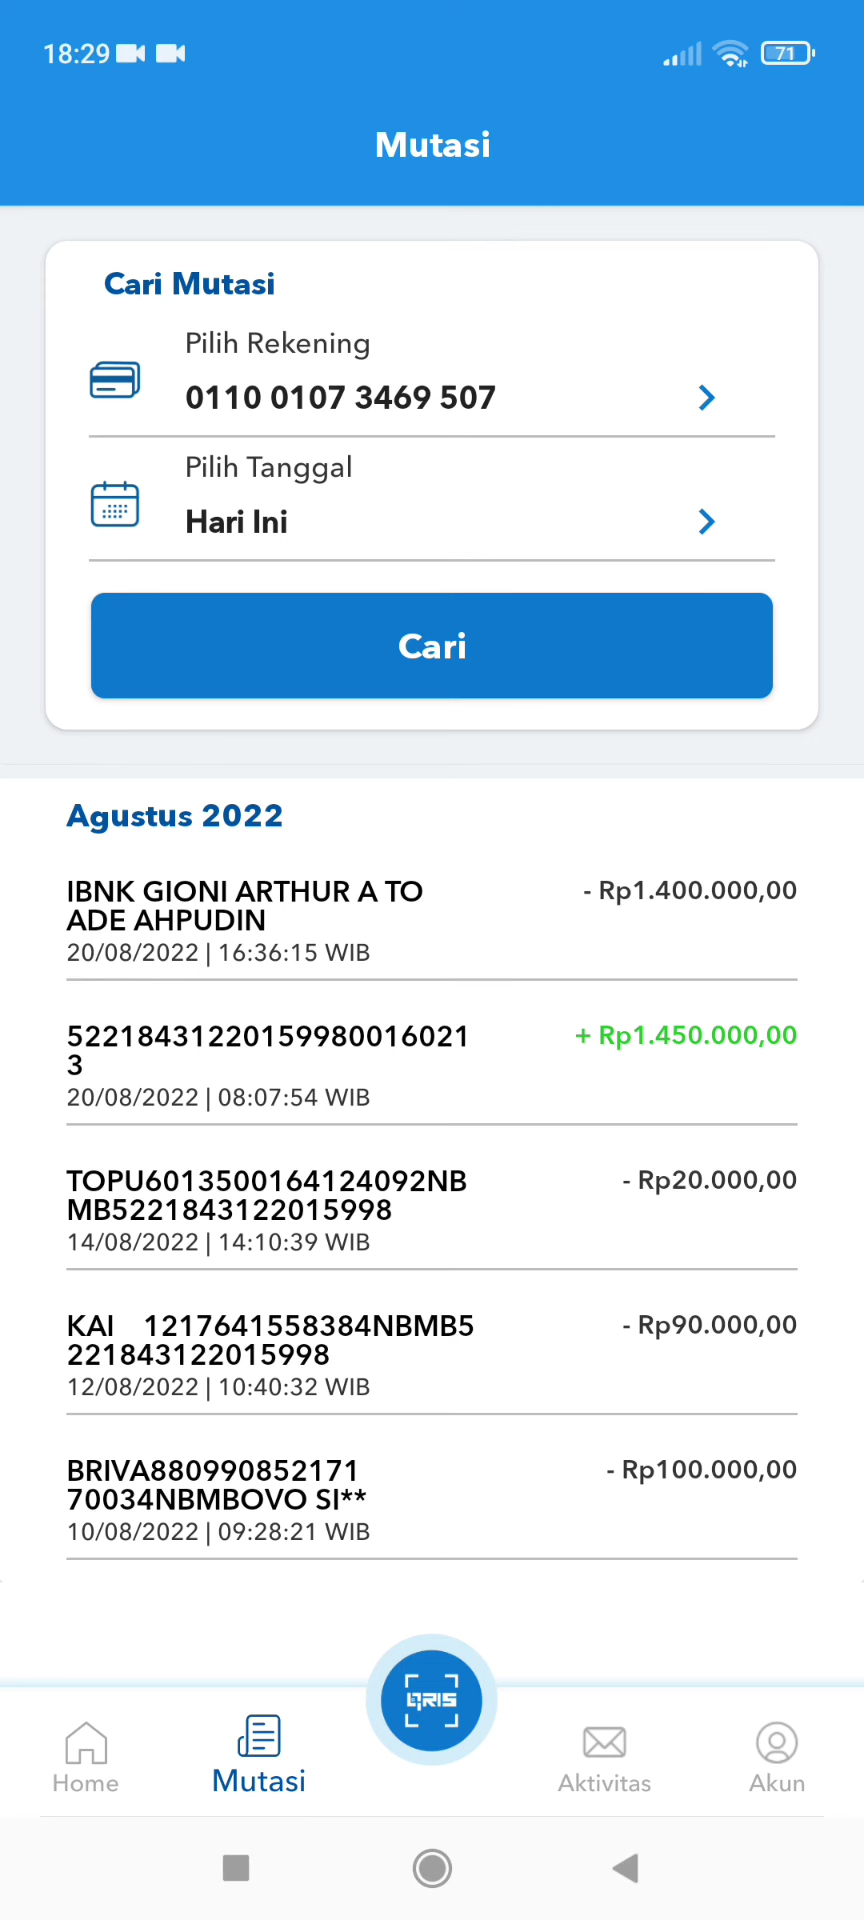 18:29
71
Mutasi
Cari Mutasi
Pilih Rekening
0110 0107 3469 507
Pilih Tanggal
Hari Ini
Cari
Agustus 2022
IBNK GIONI ARTHUR A TO - Rp1.400.000,00
ADE AHPUDIN
20/08/2022 | 16:36:15 WIB
52218431220159980016021 + Rp1.450.000,00
3
20/08/2022 | 08:07:54 WIB
TOPU6013500164124092NB - Rp20.000,00
MB5221843122015998
14/08/2022 | 14:10:39 WIB
KAI 1217641558384NBMB5 - Rp90.000,00
221843122015998
12/08/2022 | 10:40:32 WIB
BRIVA880990852171 - Rp100.000,00
70034NBMBOVO SI**
10/08/2022 | 09:28:21 WIB
QRIS
Home Mutasi Aktivitas Akun